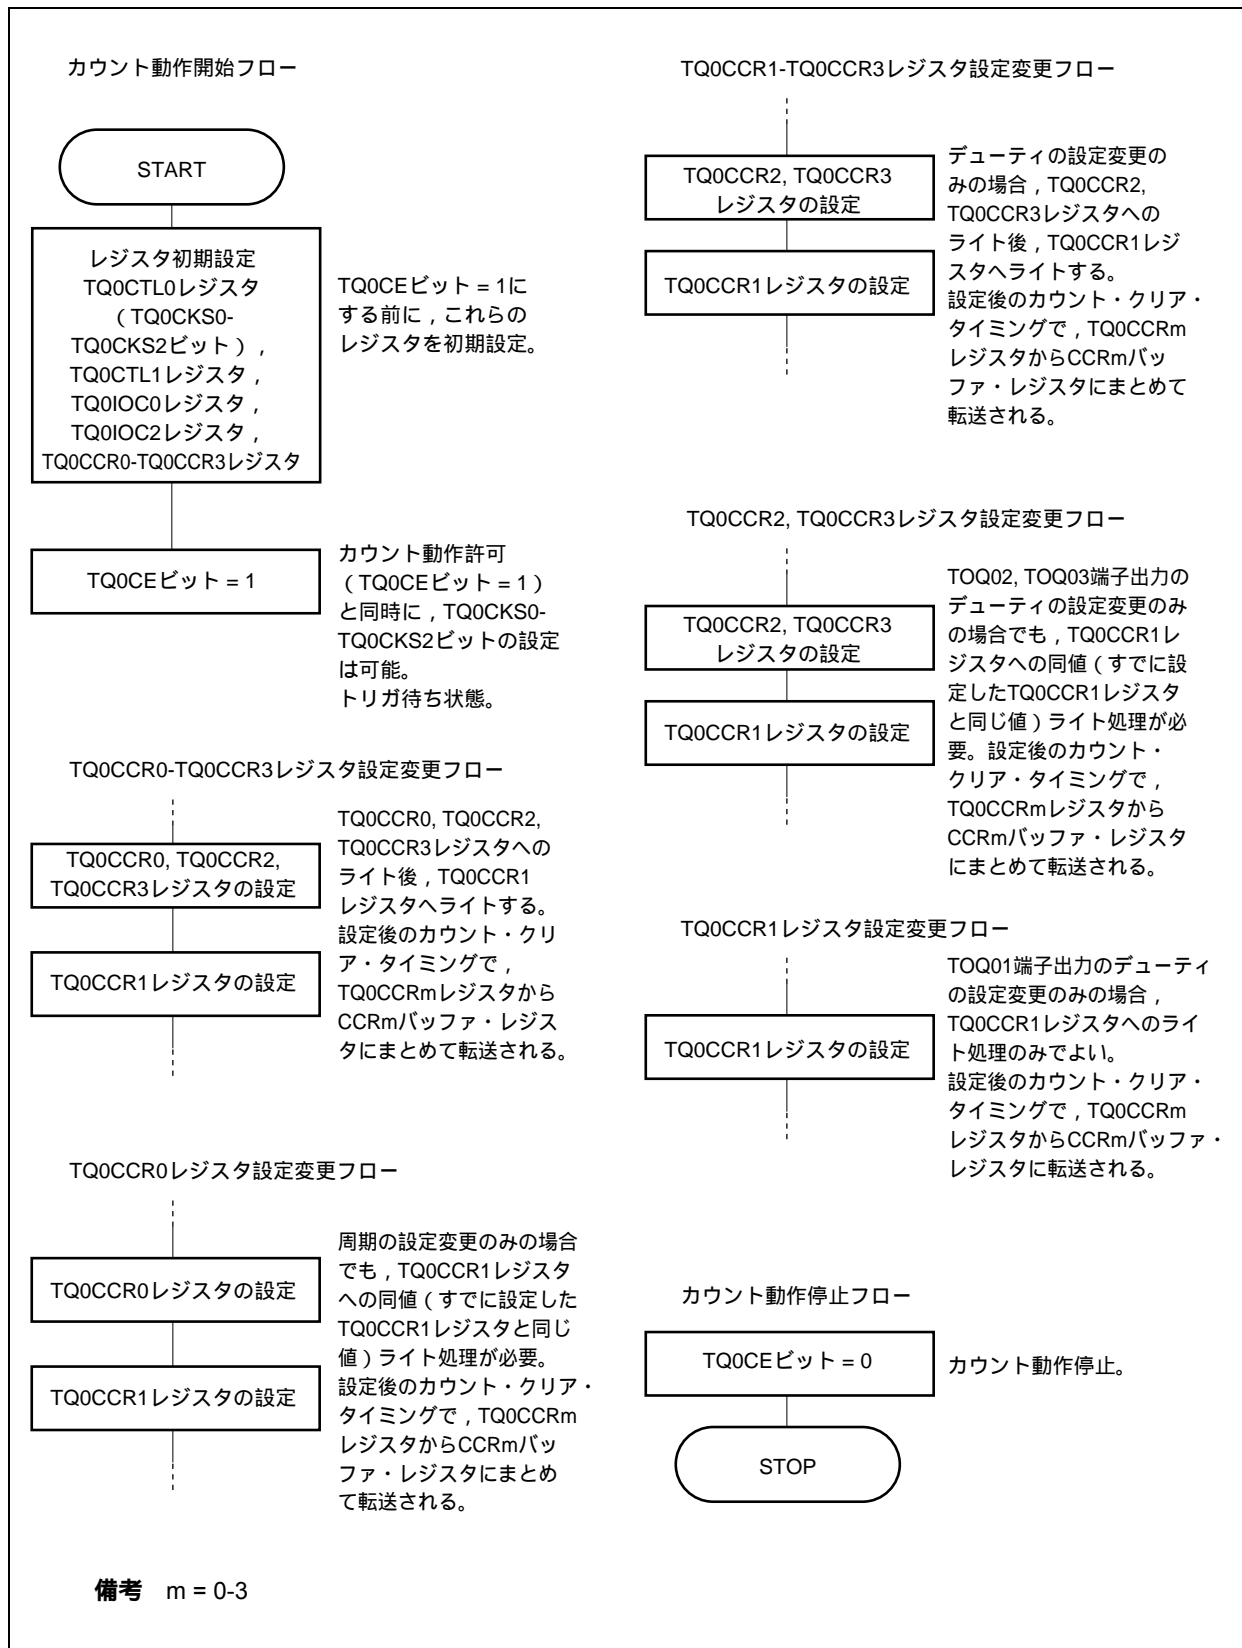 カウント動作開始フロー
START
レジスタ初期設定
TQ0CTL0レジスタ
（TQ0CKS0-
TQ0CKS2ビット），
TQ0CTL1レジスタ，
TQ0IOC0レジスタ，
TQ0IOC2レジスタ，
TQ0CCR0-TQ0CCR3レジスタ
TQ0CEビット = 1に
する前に，これらの
レジスタを初期設定。
TQ0CEビット = 1
カウント動作許可
（TQ0CEビット = 1）
と同時に，TQ0CKS0-
TQ0CKS2ビットの設定
は可能。
トリガ待ち状態。
TQ0CCR0-TQ0CCR3レジスタ設定変更フロー
TQ0CCR0, TQ0CCR2,
TQ0CCR3レジスタの設定
TQ0CCR1レジスタの設定
TQ0CCR0, TQ0CCR2,
TQ0CCR3レジスタへの
ライト後，TQ0CCR1
レジスタへライトする。
設定後のカウント・クリ
ア・タイミングで，
TQ0CCRmレジスタから
CCRmバッファ・レジス
タにまとめて転送される。
TQ0CCR0レジスタ設定変更フロー
TQ0CCR0レジスタの設定
TQ0CCR1レジスタの設定
周期の設定変更のみの場合
でも，TQ0CCR1レジスタ
への同値（すでに設定した
TQ0CCR1レジスタと同じ
値）ライト処理が必要。
設定後のカウント・クリア・
タイミングで，TQ0CCRm
レジスタからCCRmバッ
ファ・レジスタにまとめ
て転送される。
TQ0CCR1-TQ0CCR3レジスタ設定変更フロー
TQ0CCR2, TQ0CCR3
レジスタの設定
TQ0CCR1レジスタの設定
デューティの設定変更の
みの場合，TQ0CCR2,
TQ0CCR3レジスタへの
ライト後，TQ0CCR1レジ
スタへライトする。
設定後のカウント・クリア・
タイミングで，TQ0CCRm
レジスタからCCRmバッ
ファ・レジスタにまとめて
転送される。
TQ0CCR2, TQ0CCR3レジスタ設定変更フロー
TQ0CCR2, TQ0CCR3
レジスタの設定
TQ0CCR1レジスタの設定
TOQ02, TOQ03端子出力の
デューティの設定変更のみ
の場合でも，TQ0CCR1レ
ジスタへの同値（すでに設
定したTQ0CCR1レジスタ
と同じ値）ライト処理が必
要。設定後のカウント・
クリア・タイミングで，
TQ0CCRmレジスタから
CCRmバッファ・レジスタ
にまとめて転送される。
TQ0CCR1レジスタ設定変更フロー
TQ0CCR1レジスタの設定
TOQ01端子出力のデューティ
の設定変更のみの場合，
TQ0CCR1レジスタへのライ
ト処理のみでよい。
設定後のカウント・クリア・
タイミングで，TQ0CCRm
レジスタからCCRmバッファ・
レジスタに転送される。
カウント動作停止フロー
TQ0CEビット = 0
カウント動作停止。
STOP
備考 m = 0-3